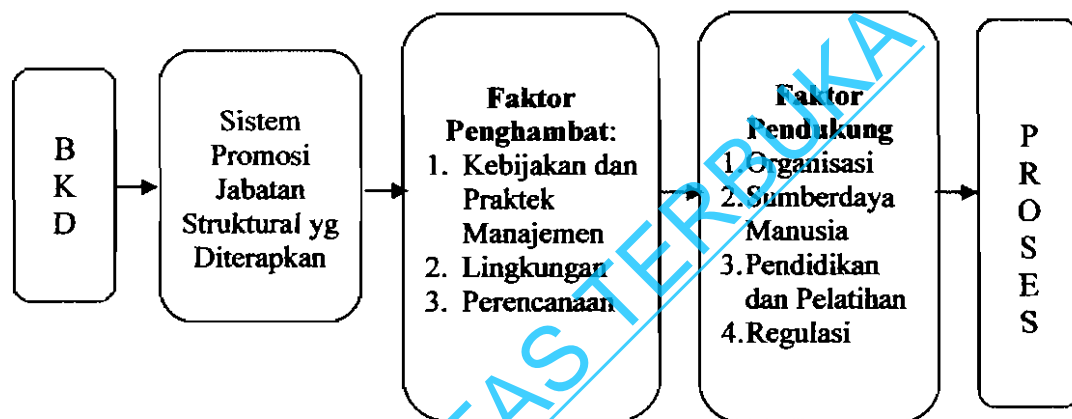 B
K
D
Sistem
Promosi
Jabatan
Struktural yg
Diterapkan
Faktor
Penghambat:
1. Kebijakan dan
Praktek
Manajemen
2. Lingkungan
3. Perencanaan
Faktor
Pendukung
1.Organisasi
2.Sumberdaya
Manusia
3.Pendidikan
dan Pelatihan
4.Regulasi
P
R
O
S
E
S
TAS TERBUKA